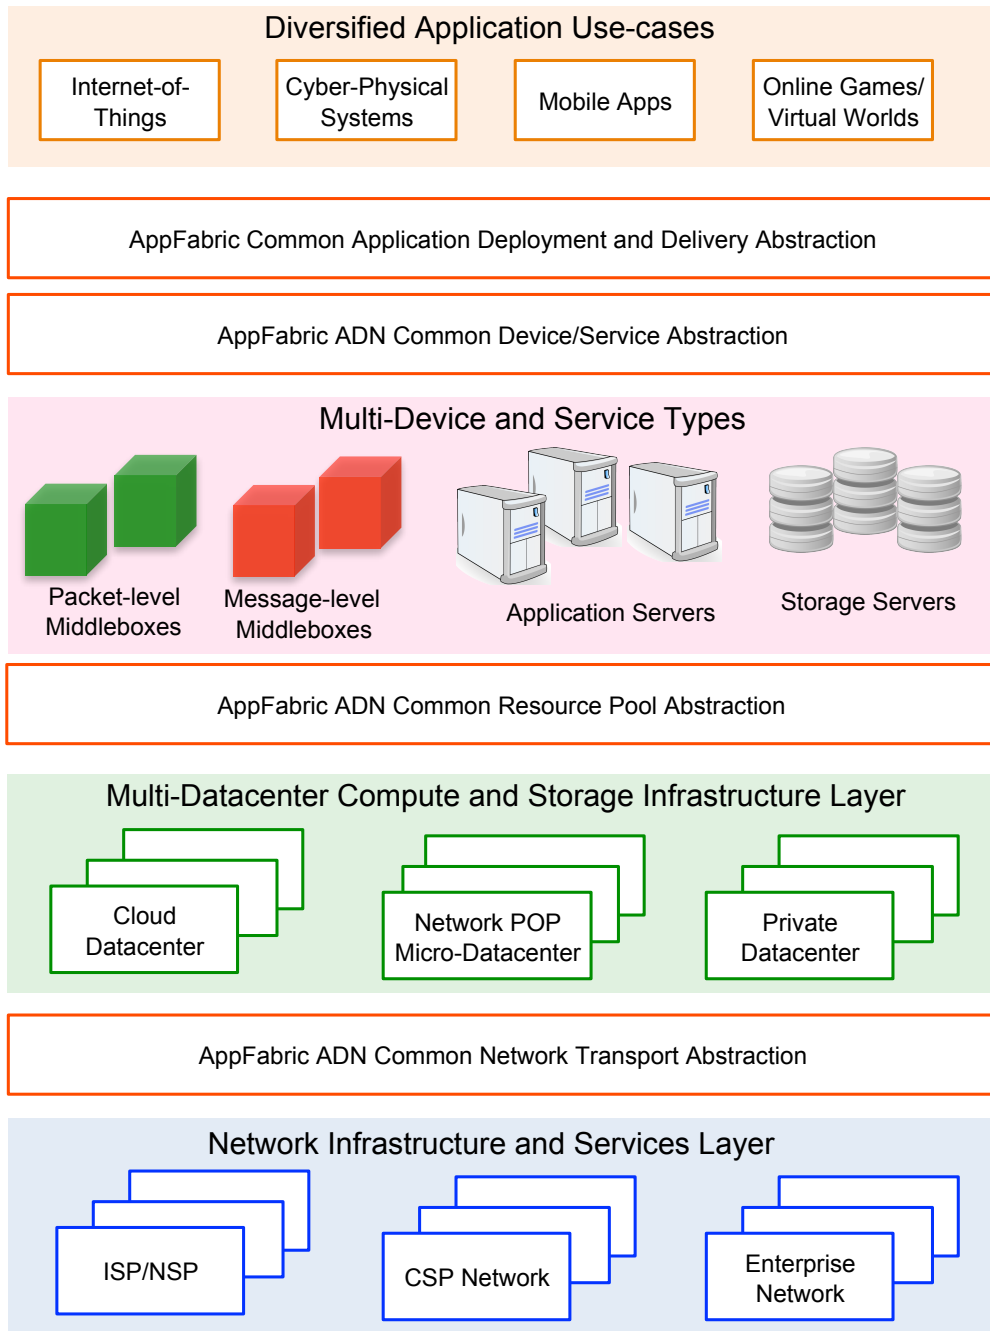 Diversified Application Use-cases
Internet-of-
Things
Cyber-Physical
Systems
Mobile Apps
Online Games/
Virtual Worlds
AppFabric Common Application Deployment and Delivery Abstraction
AppFabric ADN Common Device/Service Abstraction
Multi-Device and Service Types
Packet-level
Middleboxes
Message-level
Middleboxes
Application Servers
Storage Servers
AppFabric ADN Common Resource Pool Abstraction
Multi-Datacenter Compute and Storage Infrastructure Layer
Cloud
Datacenter
Network POP
Micro-Datacenter
Private
Datacenter
AppFabric ADN Common Network Transport Abstraction
Network Infrastructure and Services Layer
ISP/NSP
CSP Network
Enterprise
Network